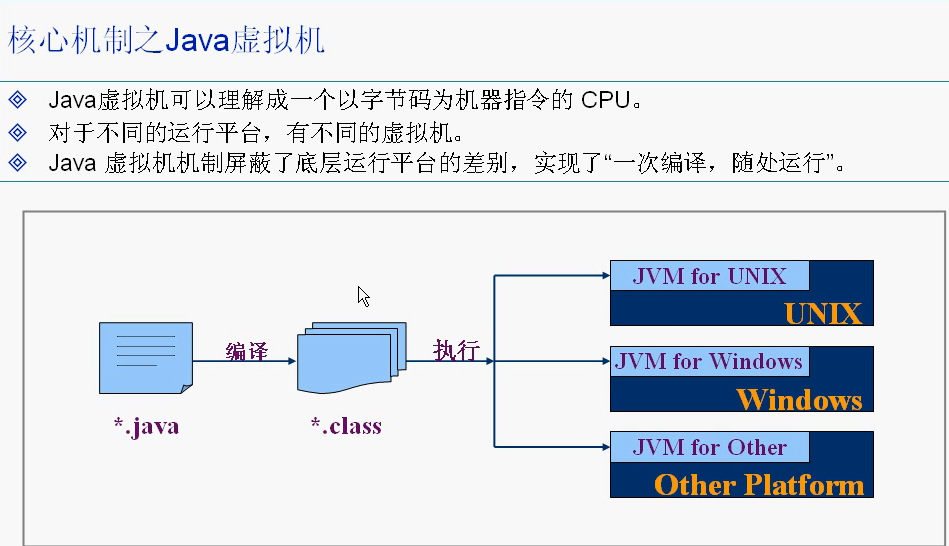 核心机制之Java虚拟机
Java虚拟机可以理解成一个以字节码为机器指令的 CPU。
对于不同的运行平台，有不同的虚拟机。
Java 虚拟机机制屏蔽了底层运行平台的差别，实现了“一次编译，随处运行”。
编译
执行
*.java
*.class
JVM for UNIX
UNIX
JVM for Windows
Windows
JVM for Other
Other Platform